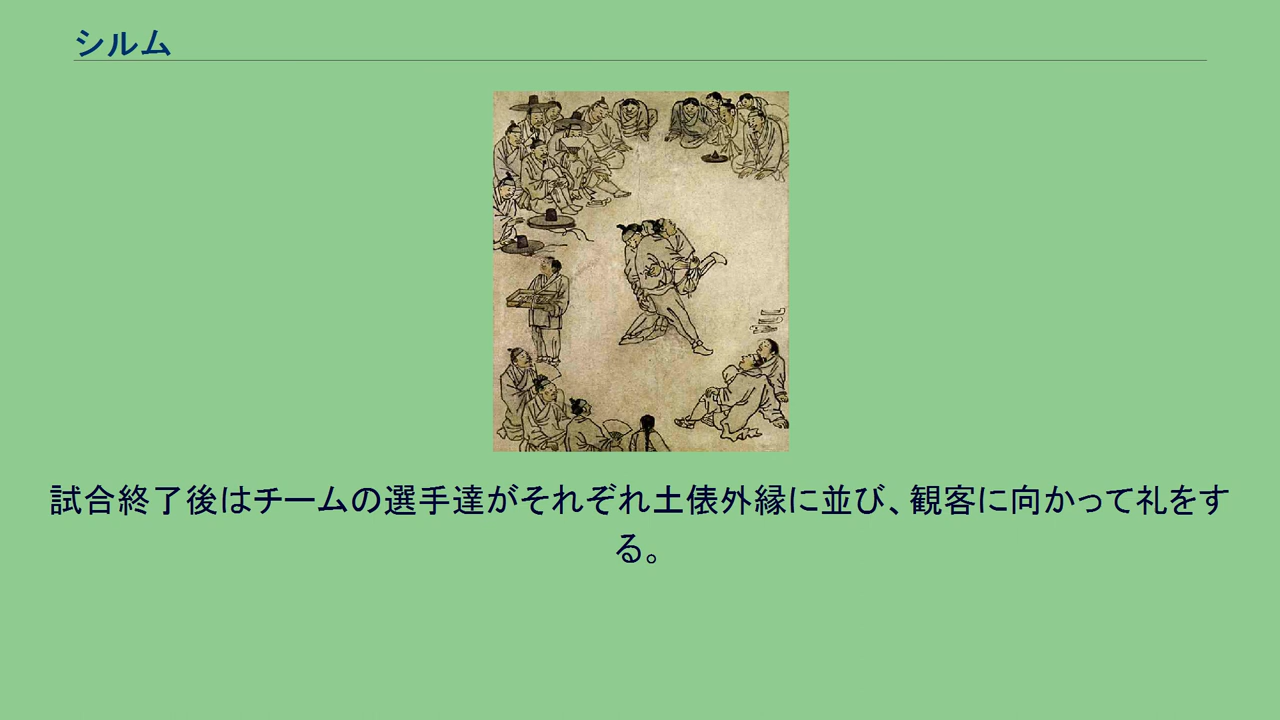 シルム
試合終了後はチームの選手達がそれぞれ土俵外縁に並び、観客に向かって礼をす
る。